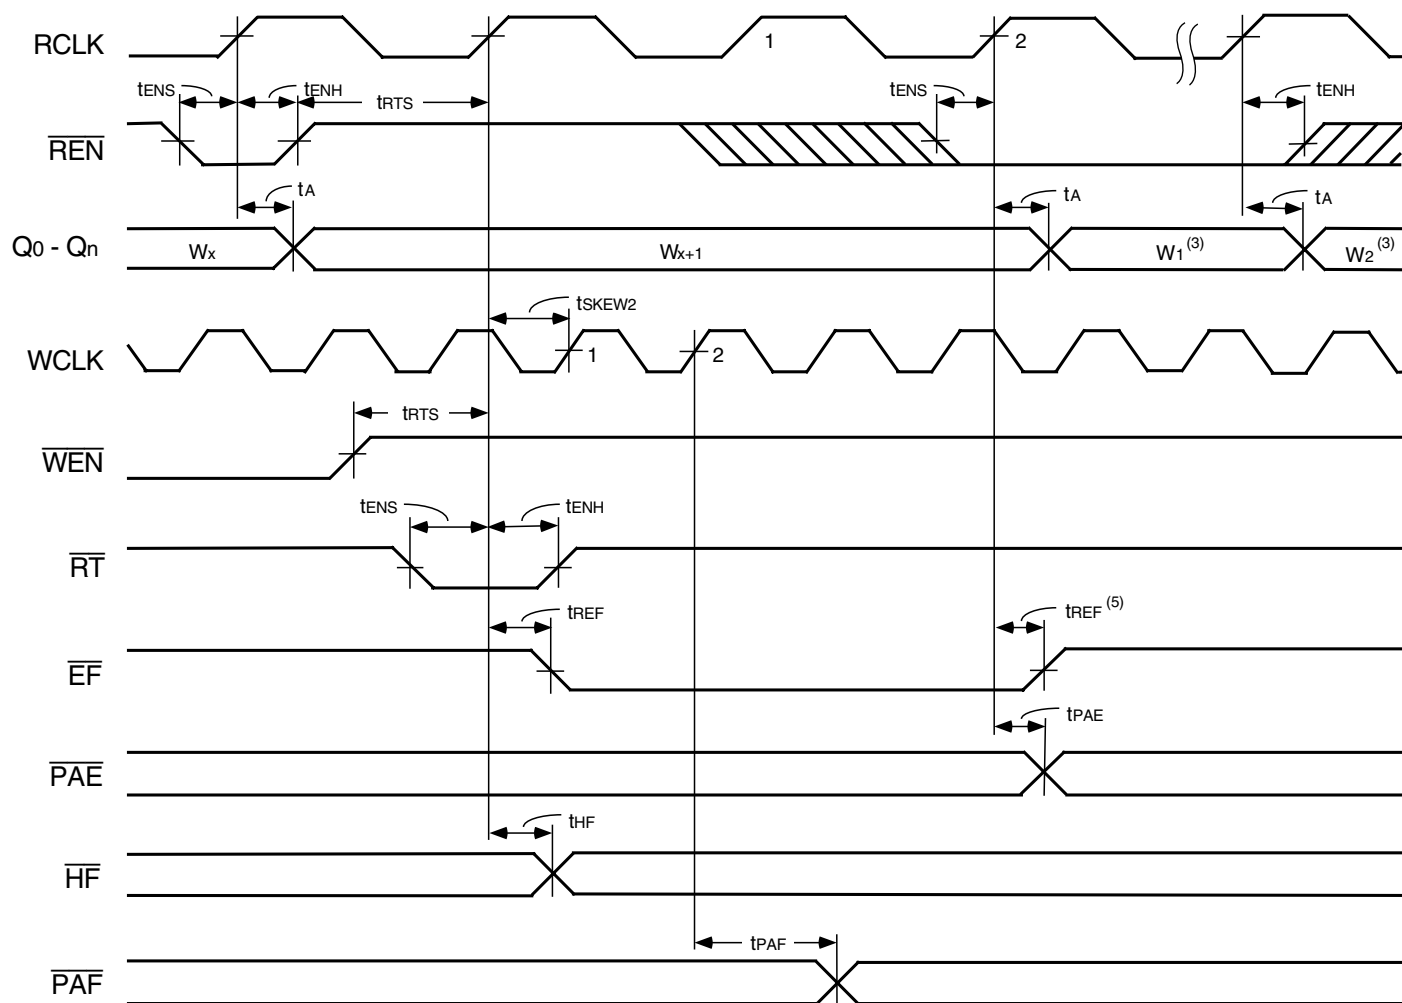 RCLK 1 2
tENS tENH tRTS tENS tENH
REN
tA tA tA
Q0 - Qn Wx Wx+1 W1(3) W2(3)
tSKEW2
WCLK 1 2
tRTS
WEN
tENS tENH
RT
tREF tREF(5)
EF
tPAE
PAE
tHF
HF
tPAF
PAF